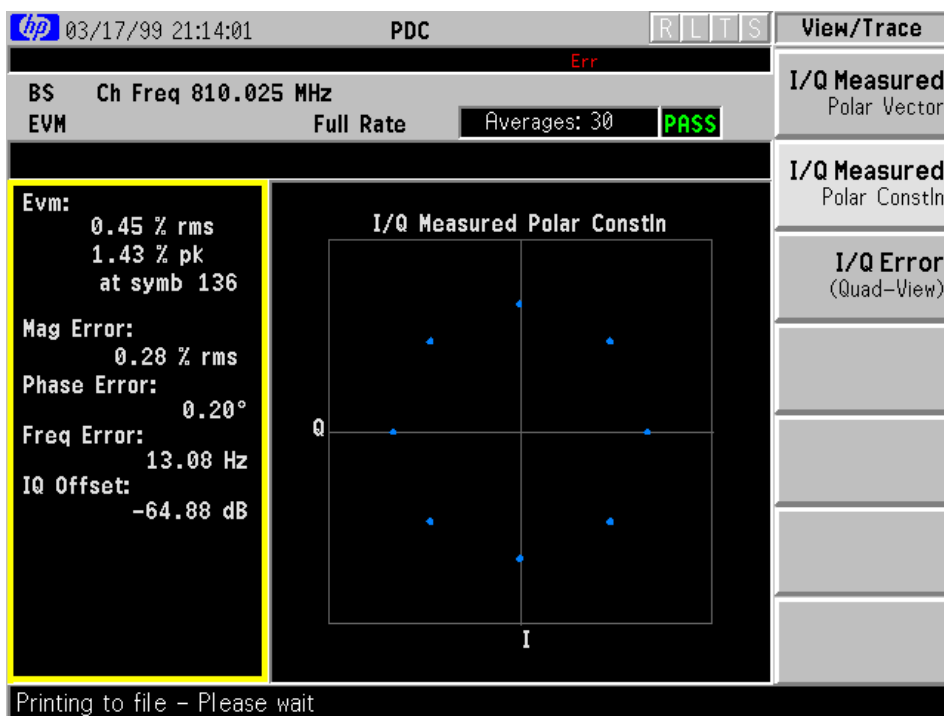 hp 03/17/99 21:14:01 PDC R L T S View/Trace
Err
BS Ch Freq 810.025 MHz
EVM Full Rate Averages: 30 PASS
I/Q Measured
Polar Vector
I/Q Measured
Polar Constln
I/Q Error
(Quad-View)
Evm:
0.45 % rms
1.43 % pk
at symb 136
Mag Error:
0.28 % rms
Phase Error:
0.20°
Freq Error:
13.08 Hz
IQ Offset:
-64.88 dB
I/Q Measured Polar Constln
Q
I
Printing to file - Please wait